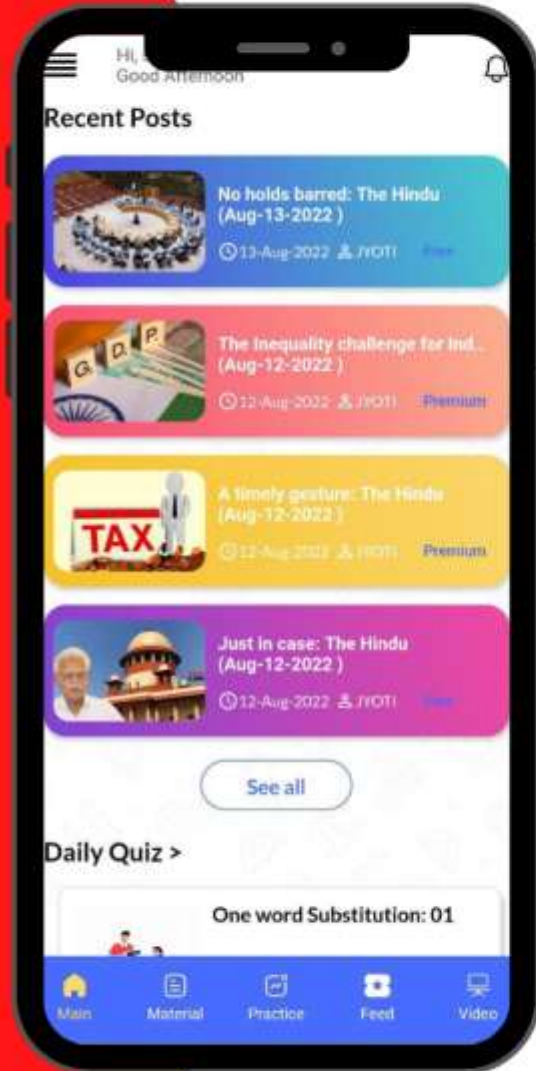 Hi,
Good Afternoon
Recent Posts
No holds barred: The Hindu
(Aug-13-2022 )
13-Aug-2022 JYOTI Free
G. D. P.
The Inequality challenge for Ind..
(Aug-12-2022 )
12-Aug-2022 JYOTI Premium
TAX
A timely gesture: The Hindu
(Aug-12-2022 )
12-Aug-2022 JYOTI Premium
Just in case: The Hindu
(Aug-12-2022 )
12-Aug-2022 JYOTI Free
See all
Daily Quiz >
One word Substitution: 01
Main Material Practice Feed Video